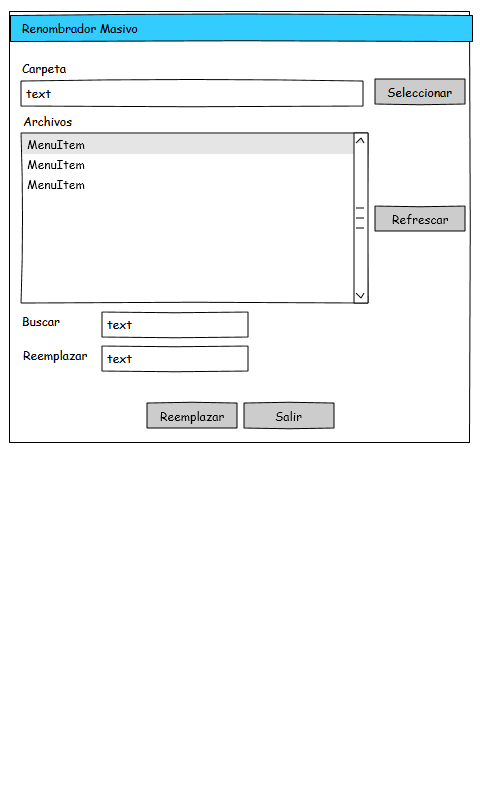 Renombrador Masivo
Carpeta
text
Seleccionar
Archivos
MenuItem
MenuItem
MenuItem
Refrescar
Buscar
text
Reemplazar
text
Reemplazar
Salir